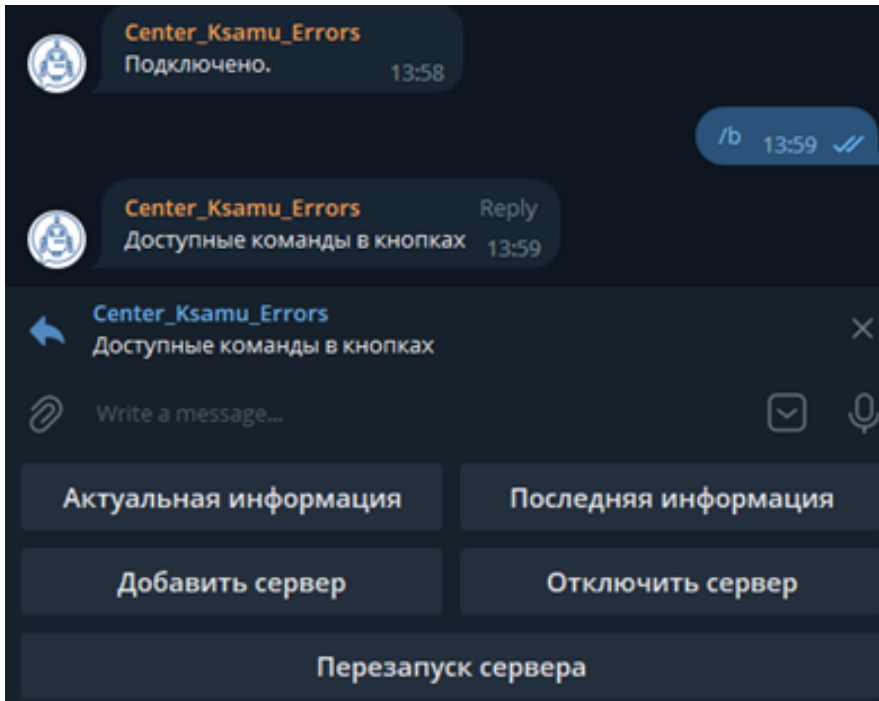 Center_Ksamu_Errors
Подключено. 13:58
/b 13:59
Center_Ksamu_Errors Reply
Доступные команды в кнопках 13:59
Center_Ksamu_Errors
Доступные команды в кнопках
Write a message...
Актуальная информация Последняя информация
Добавить сервер Отключить сервер
Перезапуск сервера